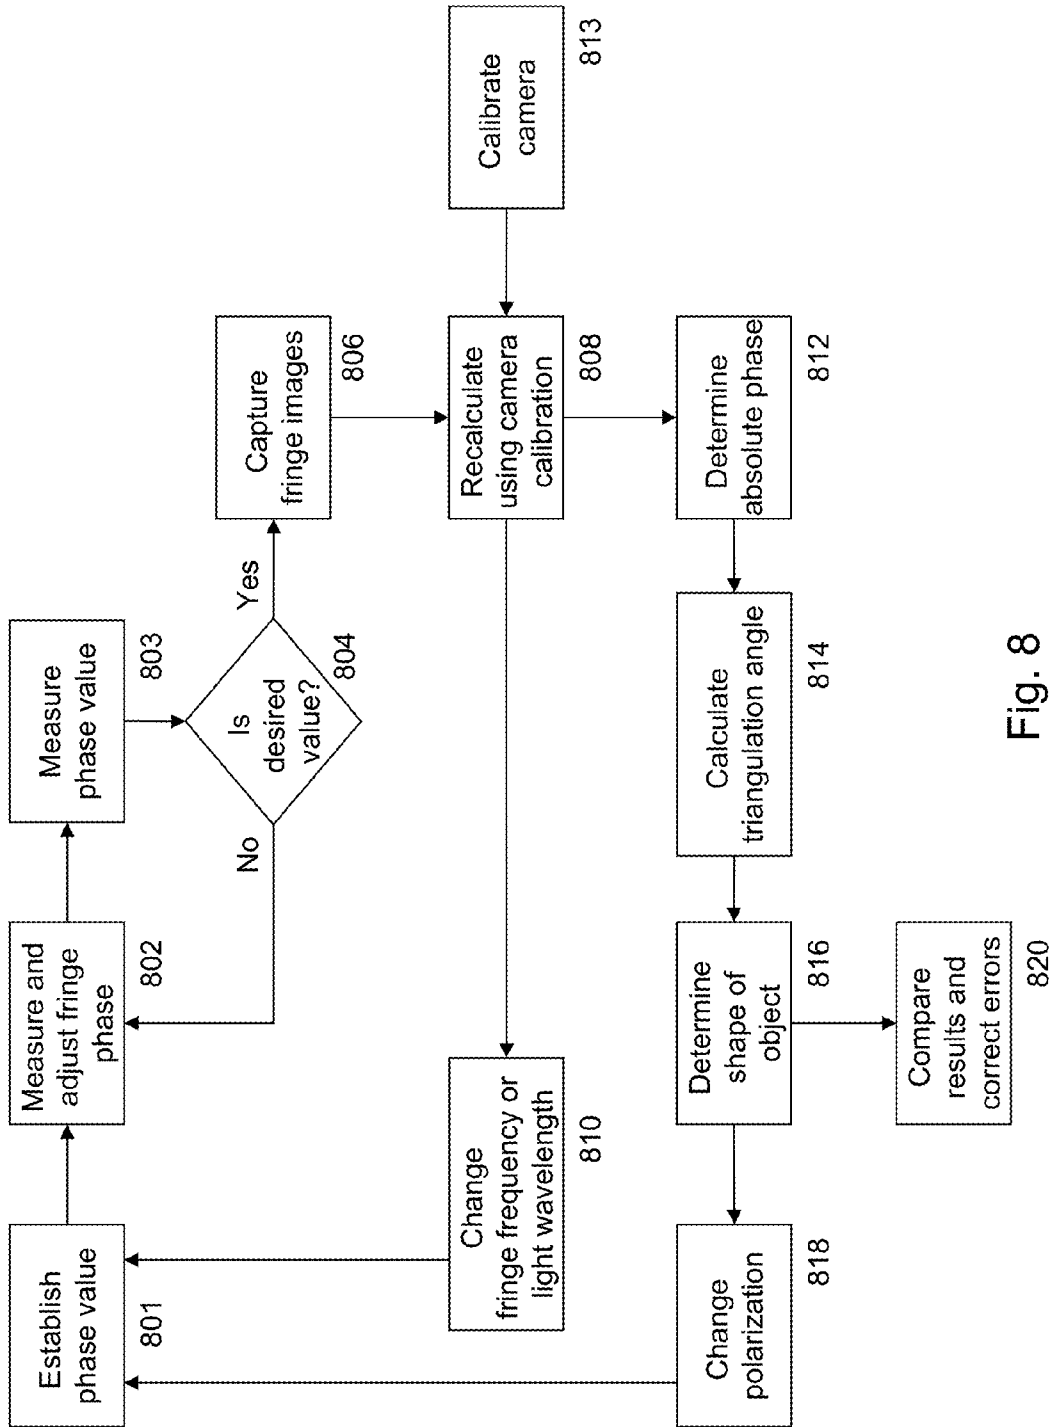 Establish
phase value
801
Measure and
adjust fringe
phase
802
Measure
phase value
803
Is
desired
value?
804
No
Yes
Capture
fringe images
806
Change
fringe frequency or
light wavelength
810
Recalculate
using camera
calibration
808
Calibrate
camera
813
Change
polarization
818
Determine
shape of
object
816
Calculate
triangulation angle
814
Determine
absolute phase
812
Compare
results and
correct errors
820
Fig. 8